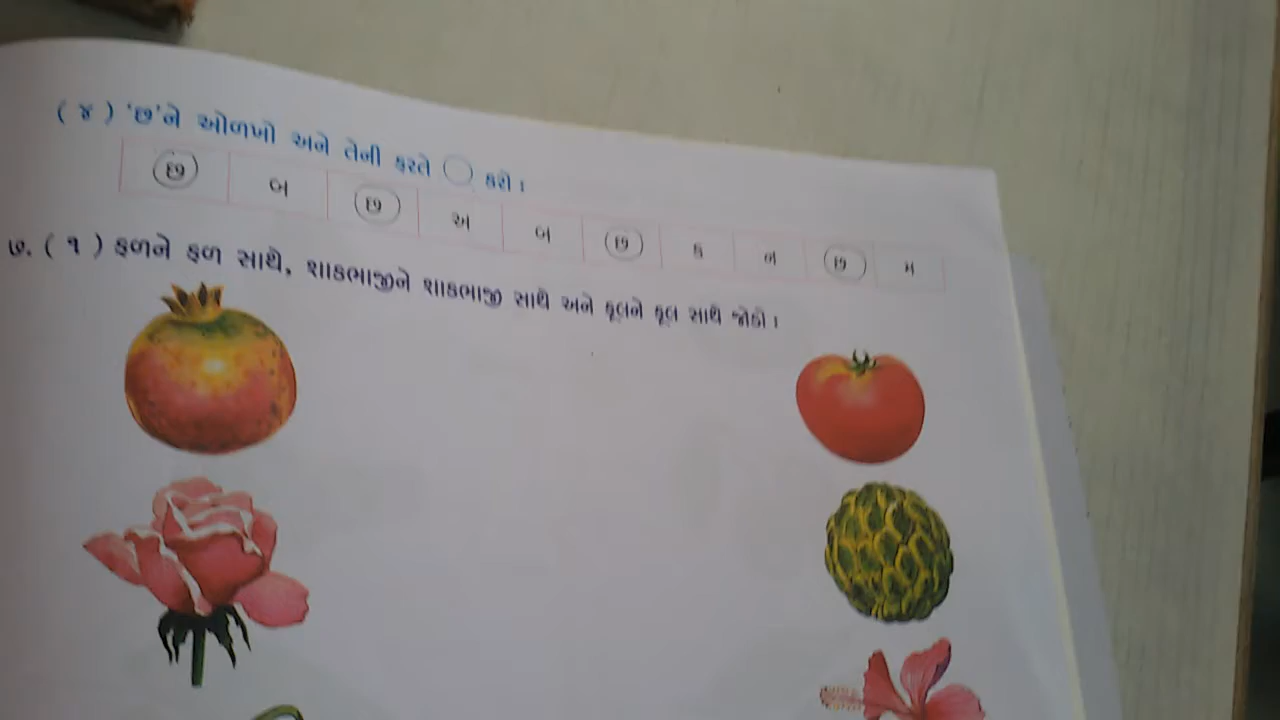 ( ૪ ) 'છ'ને ઓળખો અને તેની ફરતે ◯ કરો ।
છ બ છ અ બ છ ક બ છ મ
૭. ( ૧ ) ફળને ફળ સાથે, શાકભાજીને શાકભાજી સાથે અને ફૂલને ફૂલ સાથે જોડો ।